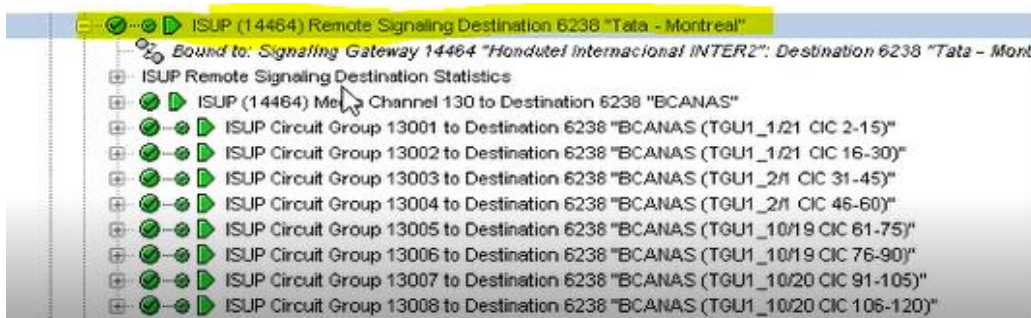 ISUP (14464) Remote Signaling Destination 6238 "Tata - Montreal"
Bound to: Signaling Gateway 14464 "Hondutel Internacional INTER2": Destination 6238 "Tata – Mont
ISUP Remote Signaling Destination Statistics
ISUP (14464) Channel 130 to Destination 6238 "BCANAS"
ISUP Circuit Group 13001 to Destination 6238 "BCANAS (TGU1_1/21 CIC 2-15)"
ISUP Circuit Group 13002 to Destination 6238 "BCANAS (TGU1_1/21 CIC 16-30)"
ISUP Circuit Group 13003 to Destination 6238 "BCANAS (TGU1_2/1 CIC 31-45)"
ISUP Circuit Group 13004 to Destination 6238 "BCANAS (TGU1_2/1 CIC 46-60)"
ISUP Circuit Group 13005 to Destination 6238 "BCANAS (TGU1_10/19 CIC 61-75)"
ISUP Circuit Group 13006 to Destination 6238 "BCANAS (TGU1_10/19 CIC 76-90)"
ISUP Circuit Group 13007 to Destination 6238 "BCANAS (TGU1_10/20 CIC 91-105)"
ISUP Circuit Group 13008 to Destination 6238 "BCANAS (TGU1_10/20 CIC 106-120)"